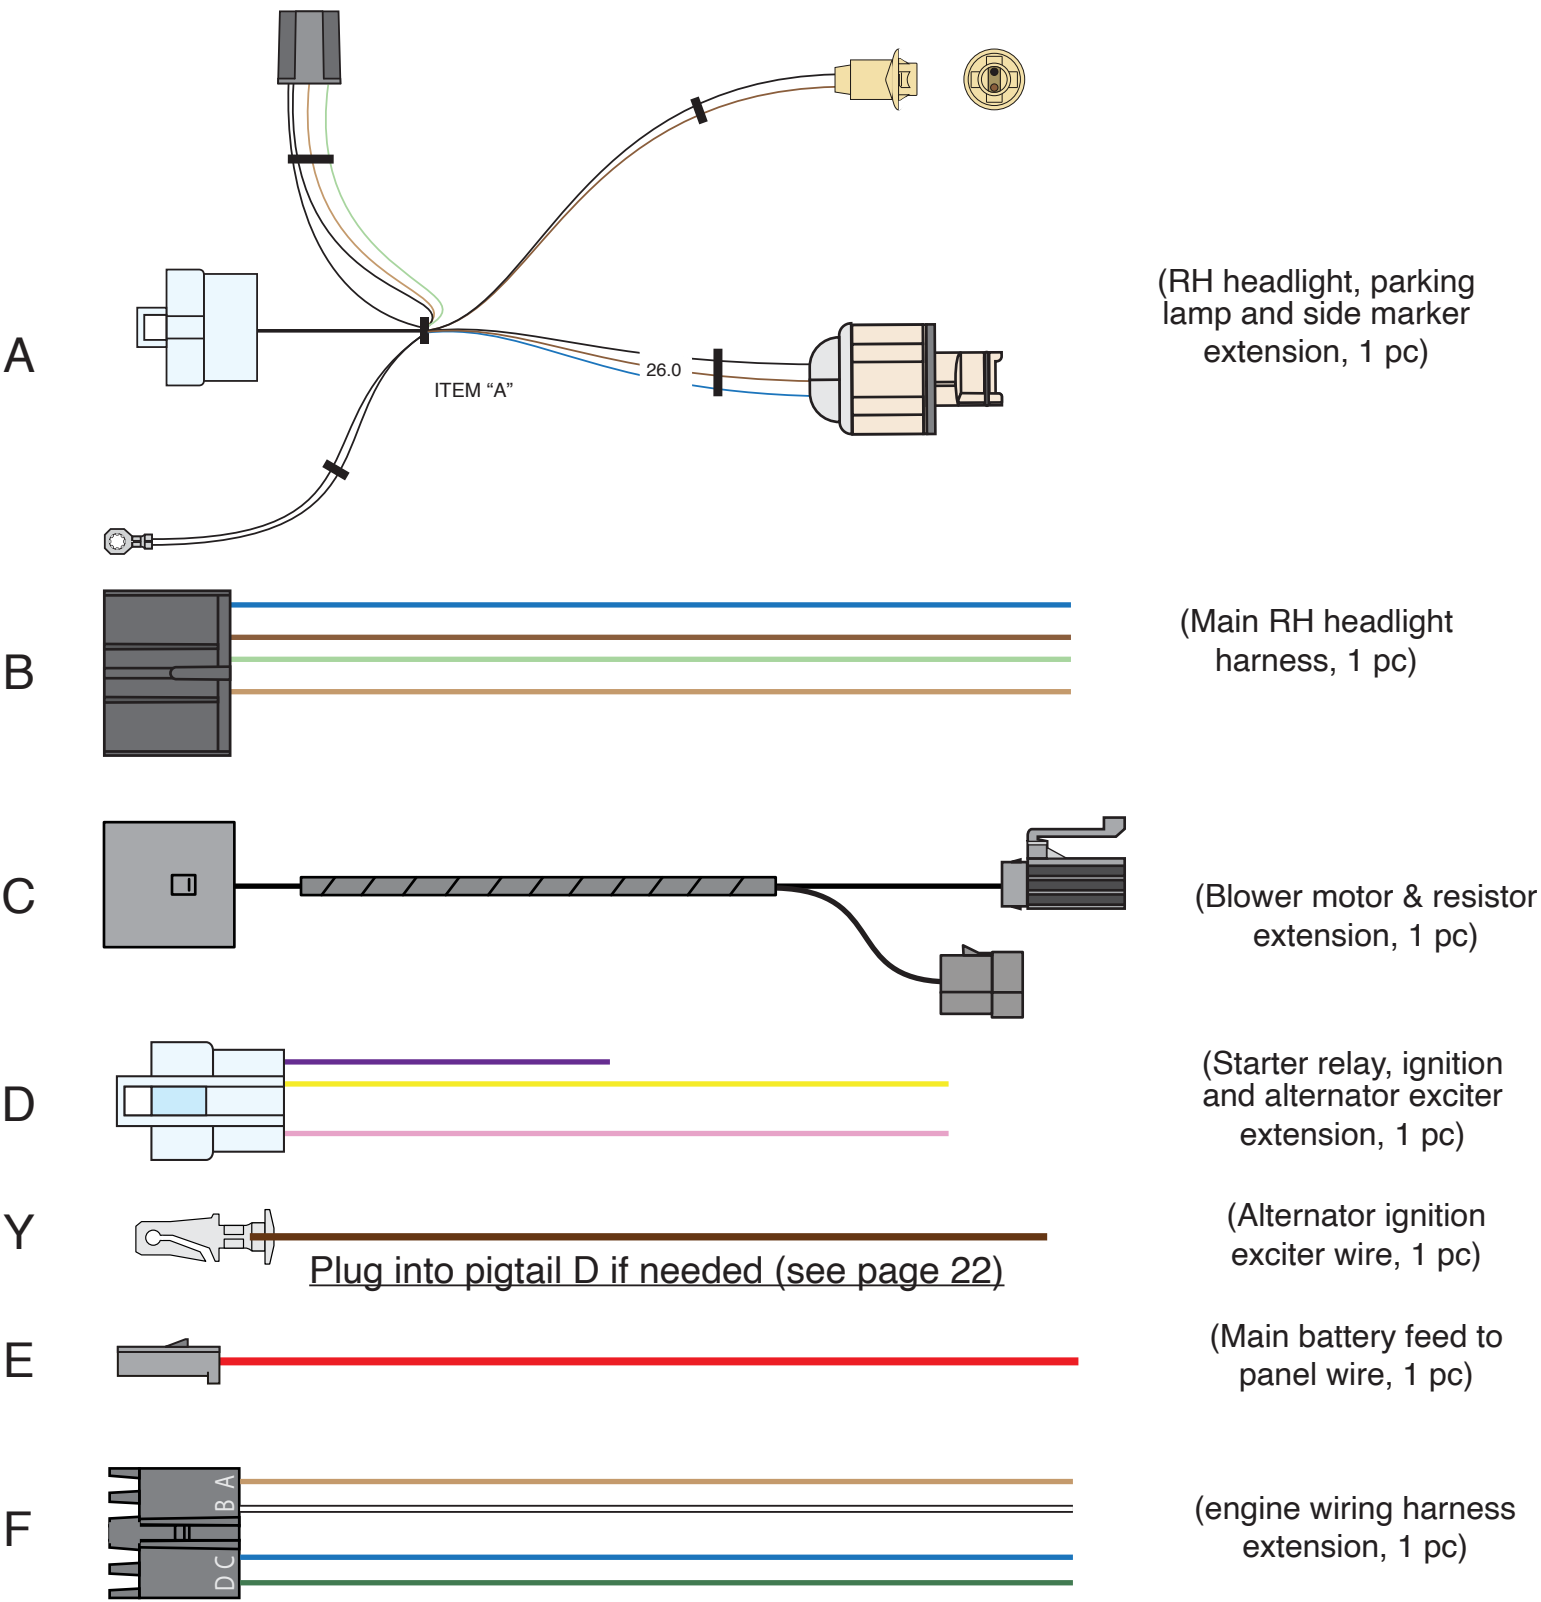 A
ITEM “A”
26.0
(RH headlight, parking
lamp and side marker
extension, 1 pc)
B
(Main RH headlight
harness, 1 pc)
C
(Blower motor & resistor
extension, 1 pc)
D
(Starter relay, ignition
and alternator exciter
extension, 1 pc)
Y
Plug into pigtail D if needed (see page 22)
(Alternator ignition
exciter wire, 1 pc)
E
(Main battery feed to
panel wire, 1 pc)
F
A
B
C
D
(engine wiring harness
extension, 1 pc)